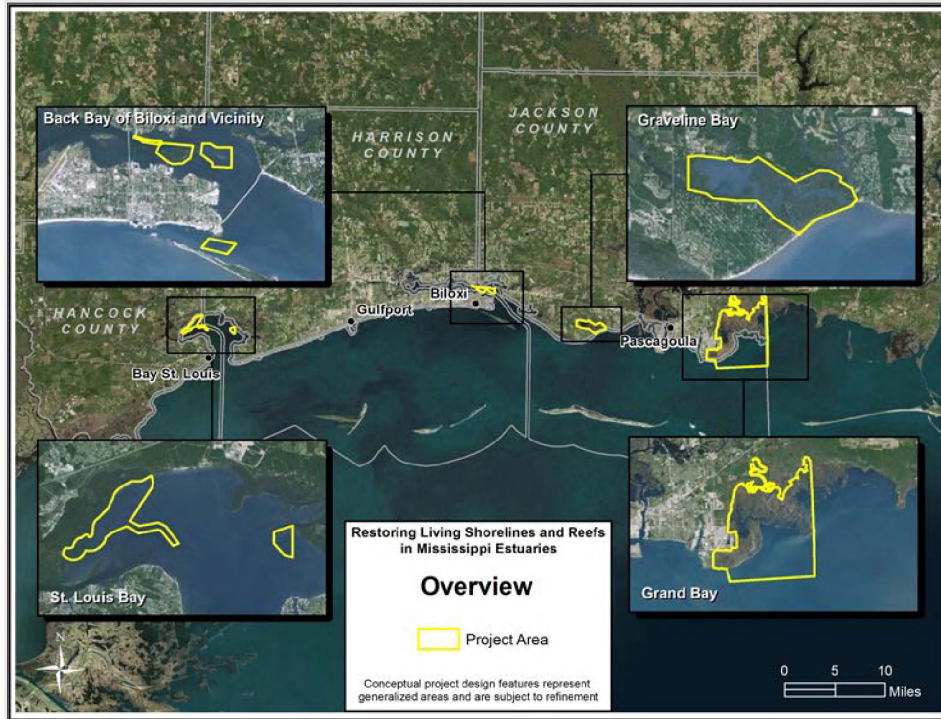 Back Bay of Biloxi and Vicinity
HARRISON
COUNTY
JACKSON
COUNTY
Graveline Bay
HANCOCK
COUNTY
Biloxi
Gulfport
Pascagoula
Bay St. Louis
St. Louis Bay
Grand Bay
Restoring Living Shorelines and Reefs
in Mississippi Estuaries
Overview
Project Area
Conceptual project design features represent
generalized areas and are subject to refinement
N
0 5 10
Miles